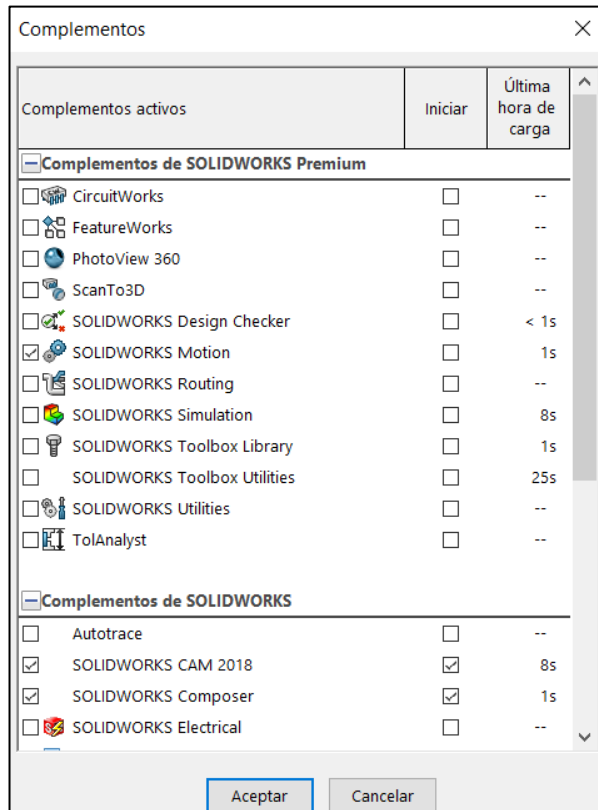 Complementos
Complementos activos Iniciar Última hora de carga
Complementos de SOLIDWORKS Premium
CircuitWorks --
FeatureWorks --
PhotoView 360 --
ScanTo3D --
SOLIDWORKS Design Checker < 1s
SOLIDWORKS Motion 1s
SOLIDWORKS Routing --
SOLIDWORKS Simulation 8s
SOLIDWORKS Toolbox Library 1s
SOLIDWORKS Toolbox Utilities 25s
SOLIDWORKS Utilities --
TolAnalyst --
Complementos de SOLIDWORKS
Autotrace --
SOLIDWORKS CAM 2018 8s
SOLIDWORKS Composer 1s
SOLIDWORKS Electrical --
Aceptar Cancelar